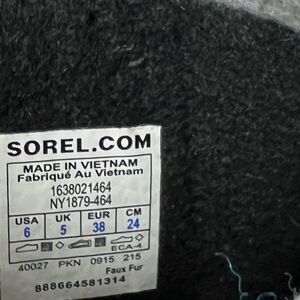 SOREL.COM
MADE IN VIETNAM
Fabriqué Au Vietnam
1638021464
NY1879-464
USA UK EUR CM
6 5 38 24
ECA-4
40027 PKN 0915 215
Faux Fur
888664581314